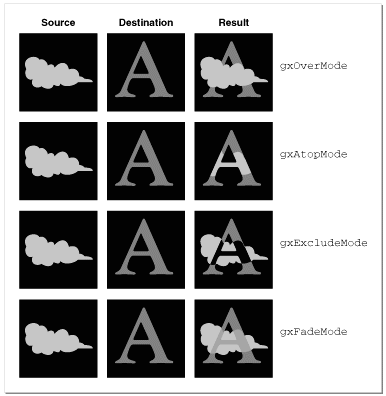 Source Destination Result
gxOverMode
gxAtopMode
gxExcludeMode
gxFadeMode